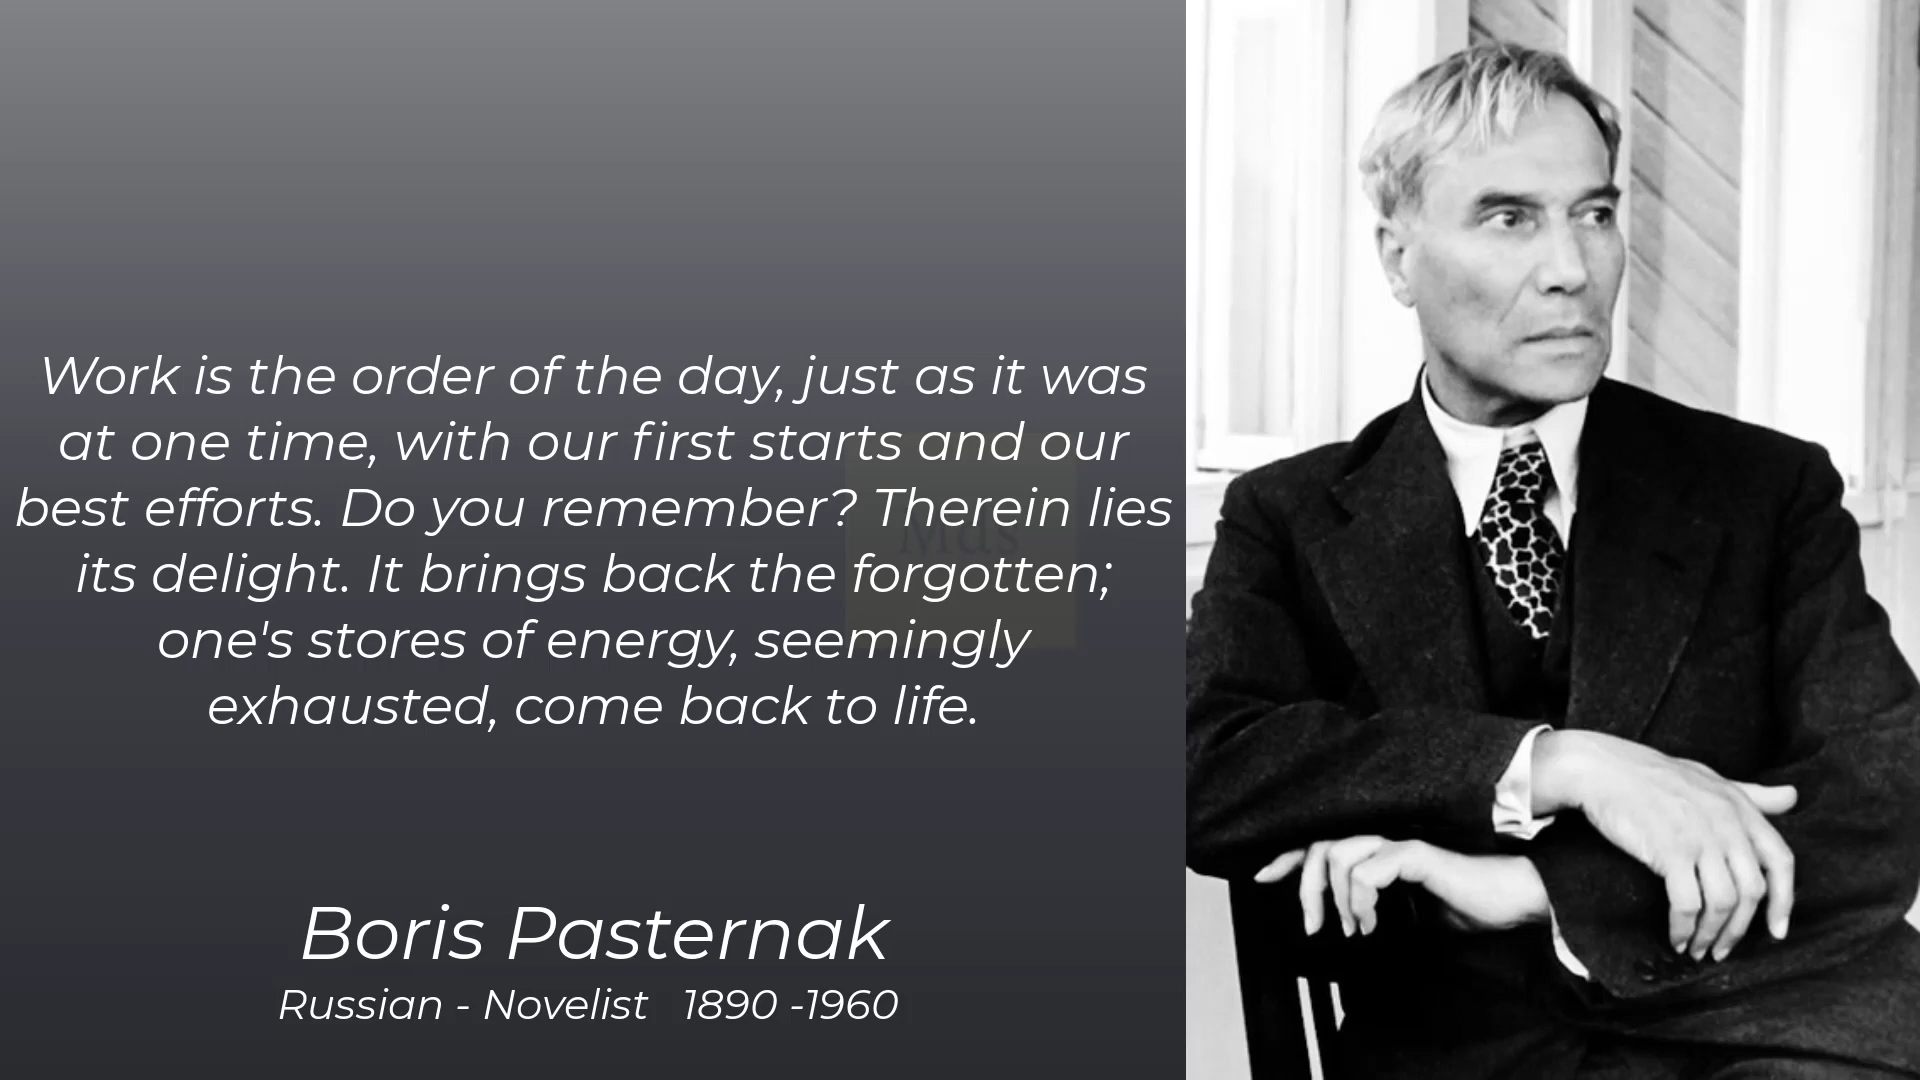 Work is the order of the day, just as it was
at one time, with our first starts and our
best efforts. Do you remember? Therein lies
its delight. It brings back the forgotten;
one's stores of energy, seemingly
exhausted, come back to life.
Mds
Boris Pasternak
Russian - Novelist 1890 -1960